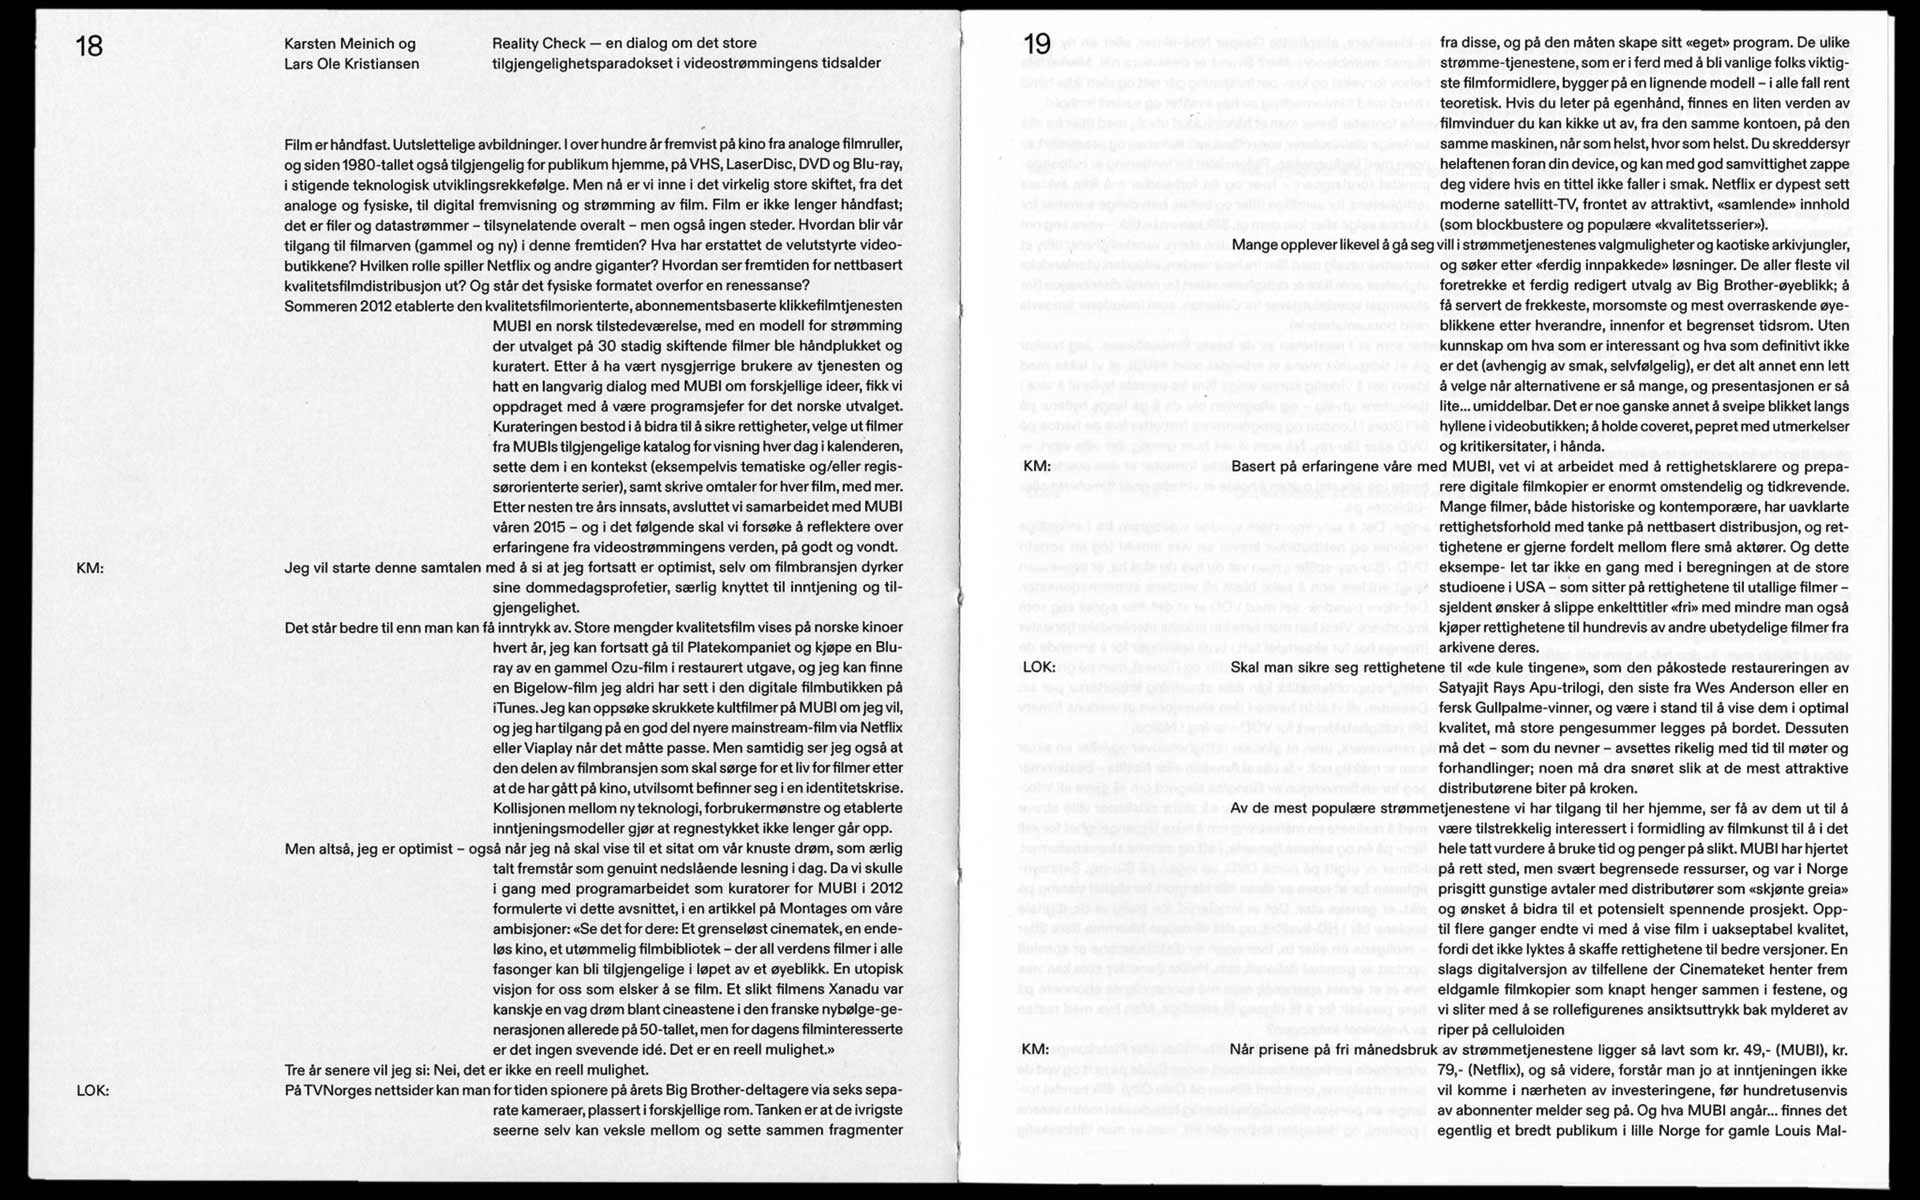 18
Karsten Meinich og
Lars Ole Kristiansen
Reality Check — en dialog om det store
tilgjengelighetsparadokset i videostrømmingens tidsalder
Film er håndfast. Uutslettelige avbildninger. I over hundre år fremvist på kino fra analoge filmruller,
og siden 1980-tallet også tilgjengelig for publikum hjemme, på VHS, LaserDisc, DVD og Blu-ray,
i stigende teknologisk utviklingsrekkefølge. Men nå er vi inne i det virkelig store skiftet, fra det
analoge og fysiske, til digital fremvisning og strømming av film. Film er ikke lenger håndfast;
det er filer og datastrømmer – tilsynelatende overalt – men også ingen steder. Hvordan blir vår
tilgang til filmarven (gammel og ny) i denne fremtiden? Hva har erstattet de velutstyrte video-
butikkene? Hvilken rolle spiller Netflix og andre giganter? Hvordan ser fremtiden for nettbasert
kvalitetsfilmdistribusjon ut? Og står det fysiske formatet overfor en renessanse?
Sommeren 2012 etablerte den kvalitetsfilmorienterte, abonnementsbaserte klikkefilmtjenesten
MUBI en norsk tilstedeværelse, med en modell for strømming
der utvalget på 30 stadig skiftende filmer ble håndplukket og
kuratert. Etter å ha vært nysgjerrige brukere av tjenesten og
hatt en langvarig dialog med MUBI om forskjellige ideer, fikk vi
oppdraget med å være programsjefer for det norske utvalget.
Kurateringen bestod i å bidra til å sikre rettigheter, velge ut filmer
fra MUBIs tilgjengelige katalog for visning hver dag i kalenderen,
sette dem i en kontekst (eksempelvis tematiske og/eller regis-
sørorienterte serier), samt skrive omtaler for hver film, med mer.
Etter nesten tre års innsats, avsluttet vi samarbeidet med MUBI
våren 2015 – og i det følgende skal vi forsøke å reflektere over
erfaringene fra videostrømmingens verden, på godt og vondt.
KM: Jeg vil starte denne samtalen med å si at jeg fortsatt er optimist, selv om filmbransjen dyrker
sine dommedagsprofetier, særlig knyttet til inntjening og til-
gjengelighet.
Det står bedre til enn man kan få inntrykk av. Store mengder kvalitetsfilm vises på norske kinoer
hvert år, jeg kan fortsatt gå til Platekompaniet og kjøpe en Blu-
ray av en gammel Ozu-film i restaurert utgave, og jeg kan finne
en Bigelow-film jeg aldri har sett i den digitale filmbutikken på
iTunes. Jeg kan oppsøke skrukkete kultfilmer på MUBI om jeg vil,
og jeg har tilgang på en god del nyere mainstream-film via Netflix
eller Viaplay når det måtte passe. Men samtidig ser jeg også at
den delen av filmbransjen som skal sørge for et liv for filmer etter
at de har gått på kino, utvilsomt befinner seg i en identitetskrise.
Kollisjonen mellom ny teknologi, forbrukermønstre og etablerte
inntjeningsmodeller gjør at regnestykket ikke lenger går opp.
Men altså, jeg er optimist – også når jeg nå skal vise til et sitat om vår knuste drøm, som ærlig
talt fremstår som genuint nedslående lesning i dag. Da vi skulle
i gang med programarbeidet som kuratorer for MUBI i 2012
formulerte vi dette avsnittet, i en artikkel på Montages om våre
ambisjoner: «Se det for dere: Et grenseløst cinematek, en ende-
løs kino, et utømmelig filmbibliotek – der all verdens filmer i alle
fasonger kan bli tilgjengelige i løpet av et øyeblikk. En utopisk
visjon for oss som elsker å se film. Et slikt filmens Xanadu var
kanskje en vag drøm blant cineastene i den franske nybølge-ge-
nerasjonen allerede på 50-tallet, men for dagens filminteresserte
er det ingen svevende idé. Det er en reell mulighet.»
Tre år senere vil jeg si: Nei, det er ikke en reell mulighet.
LOK: På TVNorges nettsider kan man for tiden spionere på årets Big Brother-deltagere via seks sepa-
rate kameraer, plassert i forskjellige rom. Tanken er at de ivrigste
seerne selv kan veksle mellom og sette sammen fragmenter
19
fra disse, og på den måten skape sitt «eget» program. De ulike
strømme-tjenestene, som er i ferd med å bli vanlige folks viktig-
ste filmformidlere, bygger på en lignende modell – i alle fall rent
teoretisk. Hvis du leter på egenhånd, finnes en liten verden av
filmvinduer du kan kikke ut av, fra den samme kontoen, på den
samme maskinen, når som helst, hvor som helst. Du skreddersyr
helaftenen foran din device, og kan med god samvittighet zappe
deg videre hvis en tittel ikke faller i smak. Netflix er dypest sett
moderne satellitt-TV, frontet av attraktivt, «samlende» innhold
(som blockbustere og populære «kvalitetsserier»).
Mange opplever likevel å gå seg vill i strømmetjenestenes valgmuligheter og kaotiske arkivjungler,
og søker etter «ferdig innpakkede» løsninger. De aller fleste vil
foretrekke et ferdig redigert utvalg av Big Brother-øyeblikk; å
få servert de frekkeste, morsomste og mest overraskende øye-
blikkene etter hverandre, innenfor et begrenset tidsrom. Uten
kunnskap om hva som er interessant og hva som definitivt ikke
er det (avhengig av smak, selvfølgelig), er det alt annet enn lett
å velge når alternativene er så mange, og presentasjonen er så
lite... umiddelbar. Det er noe ganske annet å sveipe blikket langs
hyllene i videobutikken; å holde coveret, pepret med utmerkelser
og kritikersitater, i hånda.
KM: Basert på erfaringene våre med MUBI, vet vi at arbeidet med å rettighetsklarere og prepa-
rere digitale filmkopier er enormt omstendelig og tidkrevende.
Mange filmer, både historiske og kontemporære, har uavklarte
rettighetsforhold med tanke på nettbasert distribusjon, og ret-
tighetene er gjerne fordelt mellom flere små aktører. Og dette
eksempe- let tar ikke en gang med i beregningen at de store
studioene i USA – som sitter på rettighetene til utallige filmer –
sjeldent ønsker å slippe enkelttitler «fri» med mindre man også
kjøper rettighetene til hundrevis av andre ubetydelige filmer fra
arkivene deres.
LOK: Skal man sikre seg rettighetene til «de kule tingene», som den påkostede restaureringen av
Satyajit Rays Apu-trilogi, den siste fra Wes Anderson eller en
fersk Gullpalme-vinner, og være i stand til å vise dem i optimal
kvalitet, må store pengesummer legges på bordet. Dessuten
må det – som du nevner – avsettes rikelig med tid til møter og
forhandlinger; noen må dra snøret slik at de mest attraktive
distributørene biter på kroken.
Av de mest populære strømmetjenestene vi har tilgang til her hjemme, ser få av dem ut til å
være tilstrekkelig interessert i formidling av filmkunst til å i det
hele tatt vurdere å bruke tid og penger på slikt. MUBI har hjertet
på rett sted, men svært begrensede ressurser, og var i Norge
prisgitt gunstige avtaler med distributører som «skjønte greia»
og ønsket å bidra til et potensielt spennende prosjekt. Opp-
til flere ganger endte vi med å vise film i uakseptabel kvalitet,
fordi det ikke lyktes å skaffe rettighetene til bedre versjoner. En
slags digitalversjon av tilfellene der Cinemateket henter frem
eldgamle filmkopier som knapt henger sammen i festene, og
vi sliter med å se rollefigurenes ansiktsuttrykk bak mylderet av
riper på celluloiden
KM: Når prisene på fri månedsbruk av strømmetjenestene ligger så lavt som kr. 49,- (MUBI), kr.
79,- (Netflix), og så videre, forstår man jo at inntjeningen ikke
vil komme i nærheten av investeringene, før hundretusenvis
av abonnenter melder seg på. Og hva MUBI angår... finnes det
egentlig et bredt publikum i lille Norge for gamle Louis Mal-